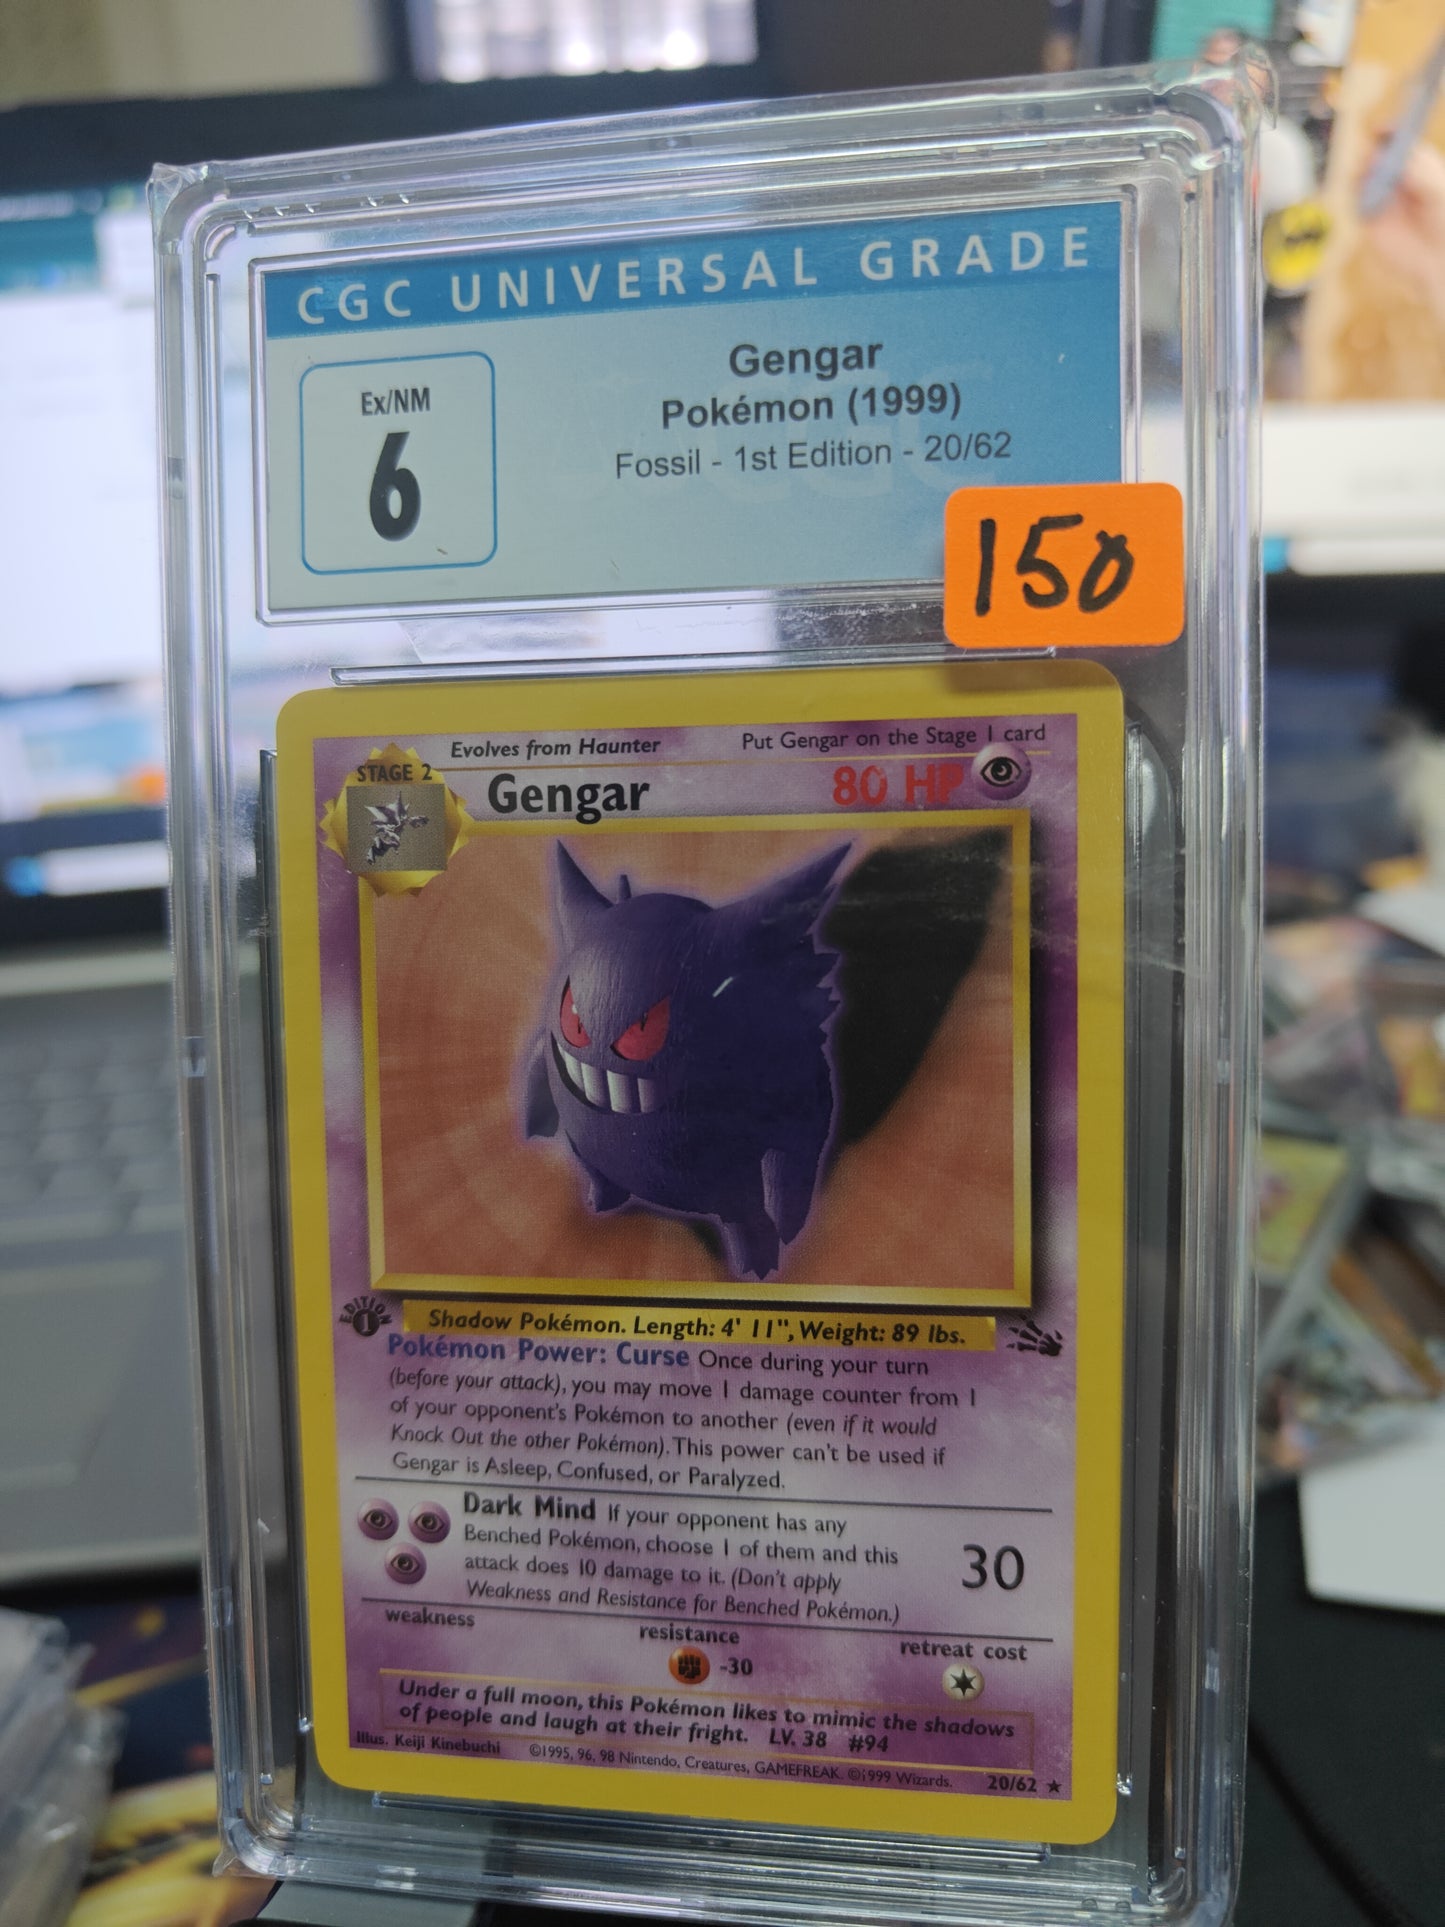 CGC UNIVERSAL GRADE
Ex/NM
6
Gengar
Pokémon (1999)
Fossil - 1st Edition - 20/62
150
Evolves from Haunter
Put Gengar on the Stage 1 card
STAGE 2
Gengar
80 HP
EDITION
1
Shadow Pokémon. Length: 4' 11", Weight: 89 lbs.
Pokémon Power: Curse Once during your turn
(before your attack), you may move 1 damage counter from 1
of your opponent's Pokémon to another (even if it would
Knock Out the other Pokémon). This power can't be used if
Gengar is Asleep, Confused, or Paralyzed.
Dark Mind If your opponent has any
Benched Pokémon, choose 1 of them and this
attack does 10 damage to it. (Don't apply
Weakness and Resistance for Benched Pokémon.)
30
weakness
resistance
-30
retreat cost
Under a full moon, this Pokémon likes to mimic the shadows
of people and laugh at their fright. LV. 38 #94
Illus. Keiji Kinebuchi
©1995, 96, 98 Nintendo, Creatures, GAMEFREAK. ©1999 Wizards.
20/62 ★